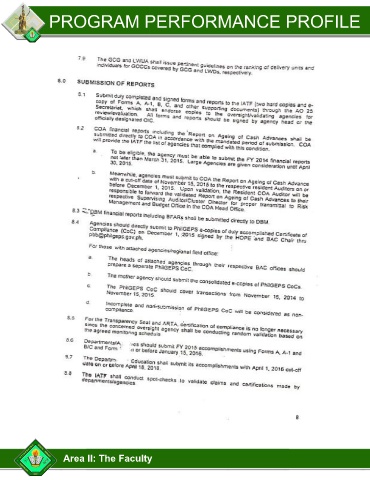 PROGRAM PERFORMANCE PROFILE
7.8 The GCG and LWUA shall issue pertinent guidelines on the ranking of delivery units and
individuals for GOCCs covered by GCG and LWDs, respectively.
8.0 SUBMISSION OF REPORTS
8.1 Submit duly completed and signed forms and reports to the IATF (two hard copies and e-
copy of Forms A, A-1, B, C, and other supporting documents) through the AO 25
Secretariat, which shall endorse copies to the oversight/validating agencies for
review/evaluation. All forms and reports should be signed by agency head or the
officially designated OIC.
8.2 COA financial reports including the Report on Ageing of Cash Advances shall be
submitted directly to COA in accordance with the mandated period of submission. COA
will provide the IATF the list of agencies that complied with this condition.
a. To be eligible, the agency must be able to submit the FY 2014 financial reports
not later than March 31, 2015. Large Agencies are given consideration until April
30, 2015.
b. Meanwhile, agencies must submit to COA the Report on Ageing of Cash Advance
with a cut-off date of November 15, 2015 to the respective resident Auditors on or
before December 1, 2015. Upon validation, the Resident COA Auditor will be
responsible to forward the validated Report on Ageing of Cash Advances to their
respective Supervising Auditor/Cluster Director for proper transmittal to Risk
Management and Budget Office in the COA Head Office.
8.3 DBM financial reports including BFARs shall be submitted directly to DBM.
8.4 Agencies should directly submit to PhilGEPS e-copies of duly accomplished Certificate of
Compliance (CoC) on December 1, 2015 signed by the HOPE and BAC Chair thru
For those with attached agencies/regional/field office:
a. The heads of attached agencies through their respective BAC offices should
prepare a separate PhilGEPS CoC.
b. The mother agency should submit the consolidated e-copies of PhilGEPS CoCs.
c. The PhilGEPS CoC should cover transactions from November 16, 2014 to
November 15, 2015.
d. Incomplete and non-submission of PhilGEPS CoC will be considered as non-
compliance.
8.5 For the Transparency Seal and ARTA, certification of compliance is no longer necessary
since the concerned oversight agency shall be conducting random validation based on
the agreed monitoring schedule.
8.6 Departments/A ies should submit FY 2015 accomplishments using Forms A, A-1 and
B/C and Form n or before January 15, 2016.
8.7 The Departm Education shall submit its accomplishments with April 1, 2016 cut-off
date on or before April 18, 2016.
8.8 The IATF shall conduct spot-checks to validate claims and certifications made by
departments/agencies.
8
Area II: The Faculty